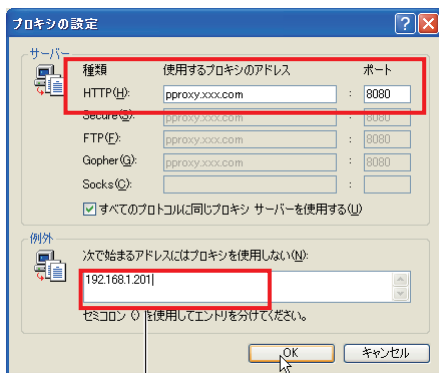 プロキシの設定
サーバー
種類 使用するプロキシのアドレス ポート
HTTP(H): pproxy.xxx.com : 8080
Secure(S): pproxy.xxx.com : 8080
FTP(F): pproxy.xxx.com : 8080
Gopher(G): pproxy.xxx.com : 8080
Socks(C): :
すべてのプロトコルに同じプロキシ サーバーを使用する(U)
例外
次で始まるアドレスにはプロキシを使用しない(N):
192.168.1.201
セミコロン (;) を使用してエントリを分けてください。
OK キャンセル